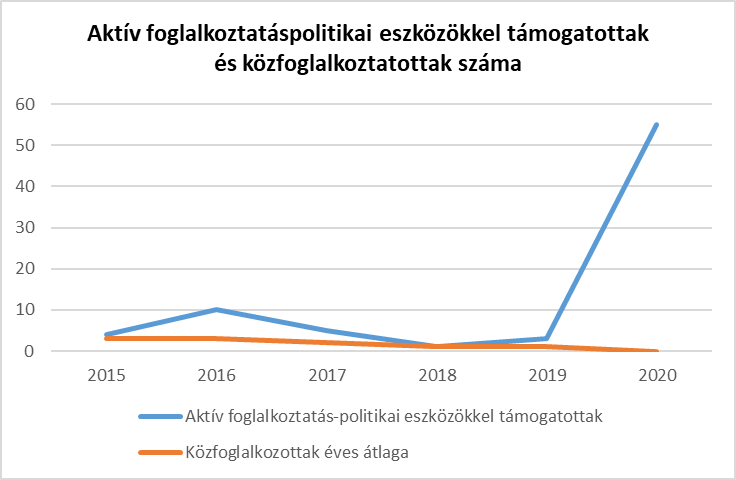 Aktív foglalkoztatáspolitikai eszközökkel támogatottak
és közfoglalkoztatottak száma
60
50
40
30
20
10
0
2015 2016 2017 2018 2019 2020
Aktív foglalkoztatás-politikai eszközökkel támogatottak
Közfoglalkozottak éves átlaga